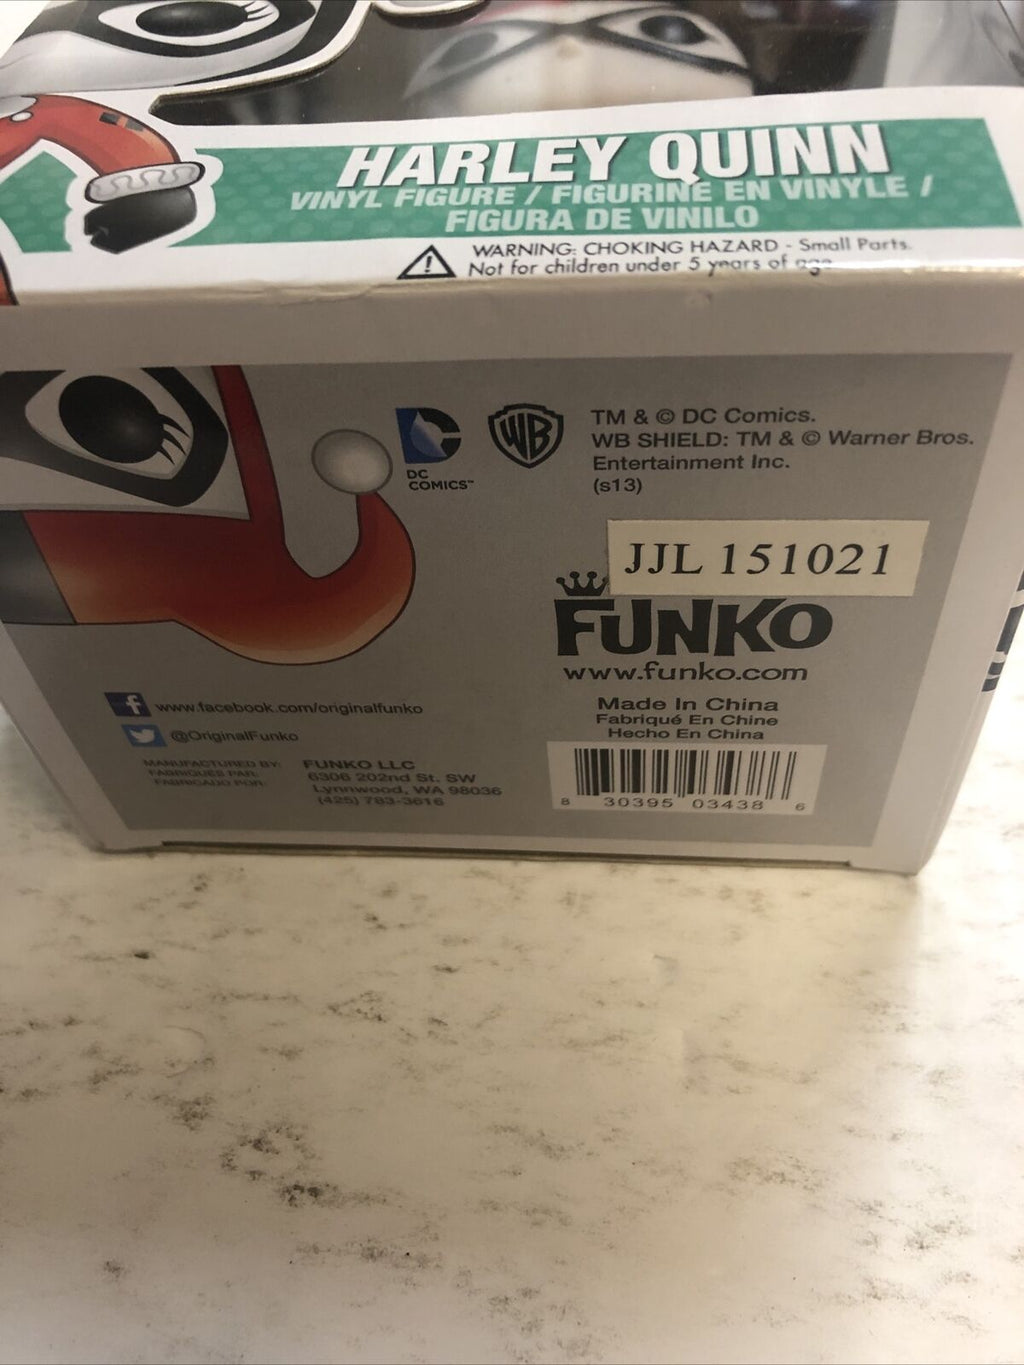 HARLEY QUINN
VINYL FIGURE / FIGURINE EN VINYLE /
FIGURA DE VINILO
WARNING: CHOKING HAZARD - Small Parts.
Not for children under 5 years of age
DC
COMICS™
WB
TM & © DC Comics.
WB SHIELD: TM & © Warner Bros.
Entertainment Inc.
(s13)
JJL 151021
FUNKO
www.funko.com
Made In China
Fabriqué En Chine
Hecho En China
www.facebook.com/originalfunko
@OriginalFunko
MANUFACTURED BY:
FABRIQUÉS PAR:
FABRICADO POR:
FUNKO LLC
6306 202nd St. SW
Lynnwood, WA 98036
(425) 783-3616
8 30395 03438 6